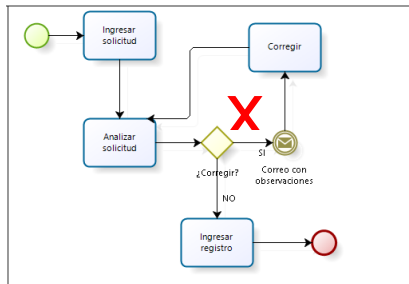 Ingresar
solicitud
Corregir
Analizar
solicitud
X
SI
¿Corregir?
Correo con
observaciones
NO
Ingresar
registro